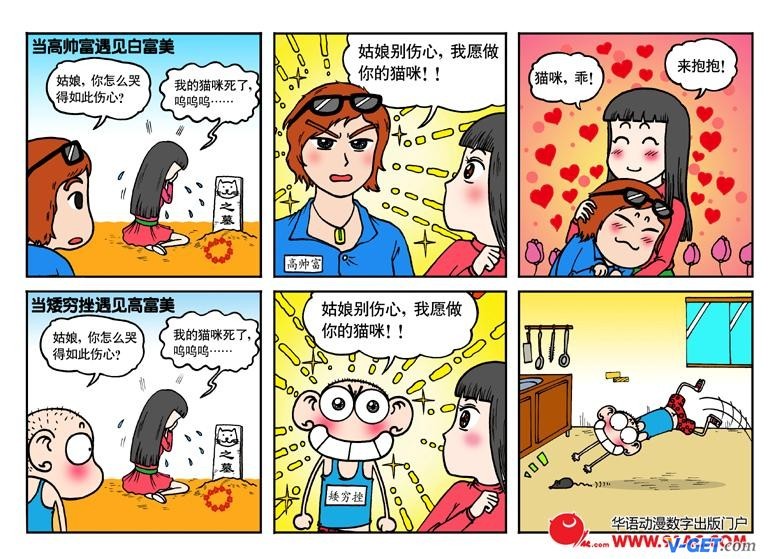 当高帅富遇见白富美
姑娘，你怎么哭
得如此伤心？
我的猫咪死了，
呜呜呜……
之墓
姑娘别伤心，我愿做
你的猫咪！！
高帅富
猫咪，乖！
来抱抱！
当矮穷挫遇见高富美
姑娘，你怎么哭
得如此伤心？
我的猫咪死了，
呜呜呜……
之墓
姑娘别伤心，我愿做
你的猫咪！！
矮穷挫
华语动漫数字出版门户
V-GET.com